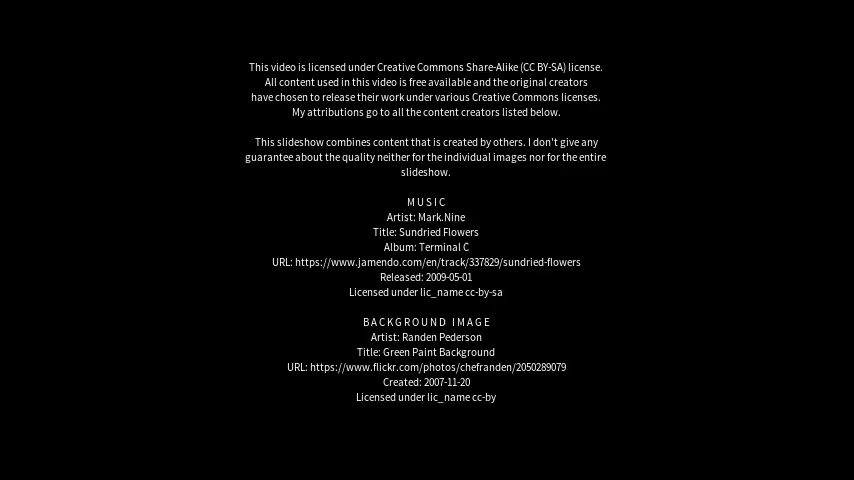 This video is licensed under Creative Commons Share-Alike (CC BY-SA) license.
All content used in this video is free available and the original creators
have chosen to release their work under various Creative Commons licenses.
My attributions go to all the content creators listed below.
This slideshow combines content that is created by others. I don't give any
guarantee about the quality neither for the individual images nor for the entire
slideshow.
MUSIC
Artist: Mark.Nine
Title: Sundried Flowers
Album: Terminal C
URL: https://www.jamendo.com/en/track/337829/sundried-flowers
Released: 2009-05-01
Licensed under lic_name cc-by-sa
BACKGROUND IMAGE
Artist: Randen Pederson
Title: Green Paint Background
URL: https://www.flickr.com/photos/chefranden/2050289079
Created: 2007-11-20
Licensed under lic_name cc-by